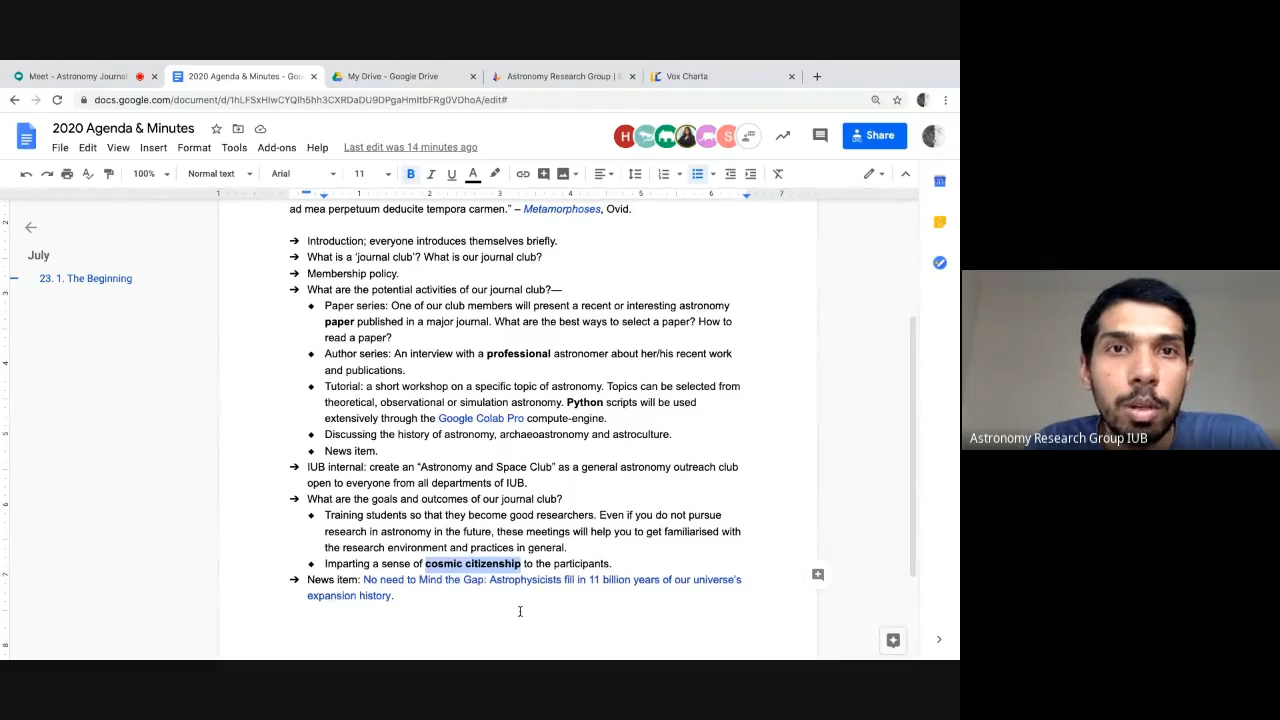 Meet - Astronomy Journal
2020 Agenda & Minutes - Goo
My Drive - Google Drive
Astronomy Research Group | I
Vox Charta
docs.google.com/document/d/1hLFSxHIwCYQIh5hh3CXRDaDU9DPgaHmItbFRg0VDhoA/edit#
2020 Agenda & Minutes
H
S
Share
File Edit View Insert Format Tools Add-ons Help Last edit was 14 minutes ago
100% Normal text Arial 11 B I U A
1 1 2 3 4 5 6 7
ad mea perpetuum deducite tempora carmen." – Metamorphoses, Ovid.
July
23. 1. The Beginning
➔ Introduction; everyone introduces themselves briefly.
➔ What is a 'journal club'? What is our journal club?
➔ Membership policy.
➔ What are the potential activities of our journal club?—
◆ Paper series: One of our club members will present a recent or interesting astronomy
paper published in a major journal. What are the best ways to select a paper? How to
read a paper?
◆ Author series: An interview with a professional astronomer about her/his recent work
and publications.
◆ Tutorial: a short workshop on a specific topic of astronomy. Topics can be selected from
theoretical, observational or simulation astronomy. Python scripts will be used
extensively through the Google Colab Pro compute-engine.
◆ Discussing the history of astronomy, archaeoastronomy and astroculture.
◆ News item.
➔ IUB internal: create an "Astronomy and Space Club" as a general astronomy outreach club
open to everyone from all departments of IUB.
➔ What are the goals and outcomes of our journal club?
◆ Training students so that they become good researchers. Even if you do not pursue
research in astronomy in the future, these meetings will help you to get familiarised with
the research environment and practices in general.
◆ Imparting a sense of cosmic citizenship to the participants.
➔ News item: No need to Mind the Gap: Astrophysicists fill in 11 billion years of our universe's
expansion history.
Astronomy Research Group IUB